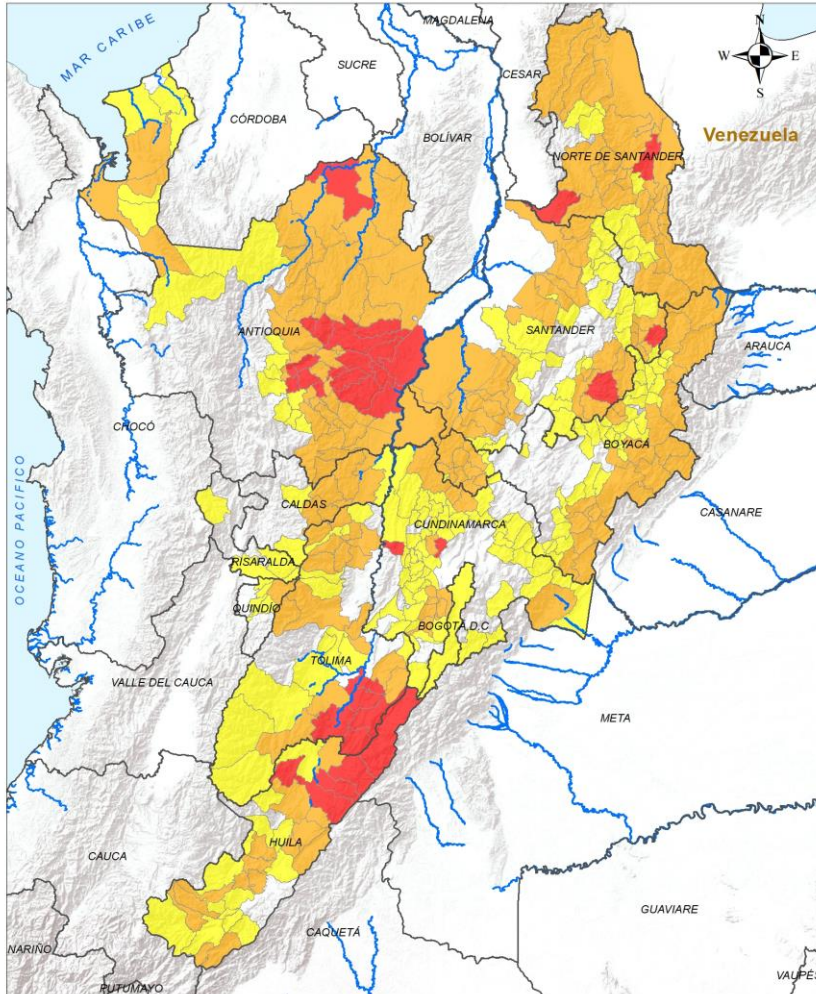 MAGDALENA
N
W
E
S
MAR CARIBE
SUCRE
CESAR
CÓRDOBA
BOLÍVAR
Venezuela
NORTE DE SANTANDER
ANTIOQUIA
SANTANDER
ARAUCA
CHOCÓ
BOYACÁ
OCEANO PACIFICO
CALDAS
CUNDINAMARCA
CASANARE
RISARALDA
QUINDÍO
BOGOTÁ, D.C
TOLIMA
VALLE DEL CAUCA
META
HUILA
CAUCA
GUAVIARE
CAQUETÁ
NARIÑO
PUTUMAYO
VAUPÉS